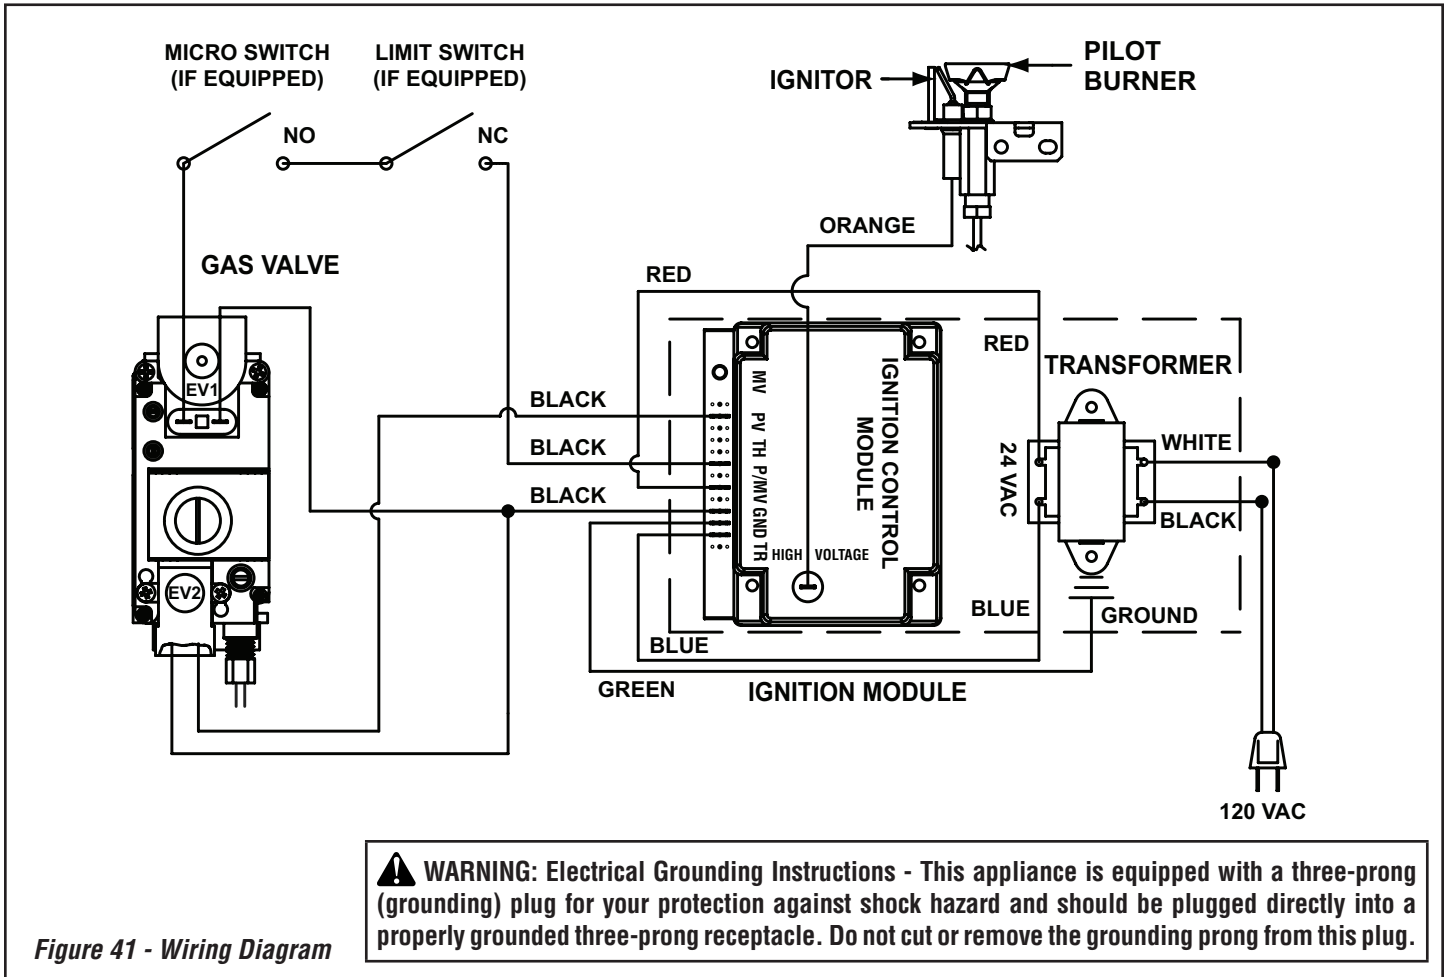 MICRO SWITCH
(IF EQUIPPED)
LIMIT SWITCH
(IF EQUIPPED)
PILOT
BURNER
IGNITOR
NO
NC
ORANGE
GAS VALVE
RED
RED
TRANSFORMER
EV1
BLACK
MV
PV
TH
P/MV
GND
TR
IGNITION CONTROL
MODULE
24 VAC
WHITE
BLACK
BLACK
BLACK
HIGH VOLTAGE
EV2
BLUE
GROUND
BLUE
GREEN
IGNITION MODULE
120 VAC
WARNING: Electrical Grounding Instructions - This appliance is equipped with a three-prong
(grounding) plug for your protection against shock hazard and should be plugged directly into a
properly grounded three-prong receptacle. Do not cut or remove the grounding prong from this plug.
Figure 41 - Wiring Diagram